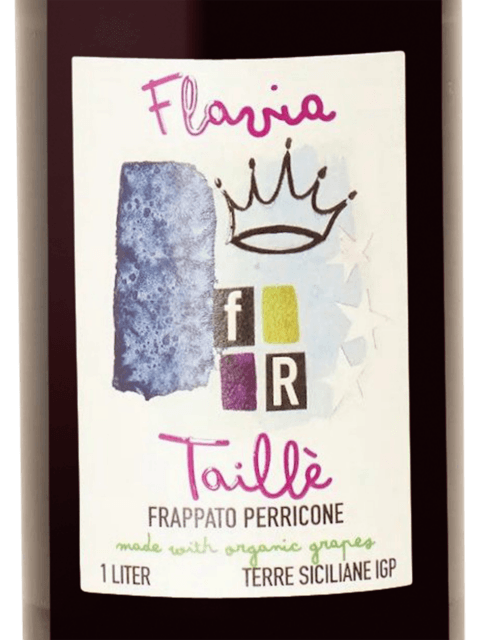 Flavia
f
R
Taillè
FRAPPATO PERRICONE
made with organic grapes
1 LITER TERRE SICILIANE IGP